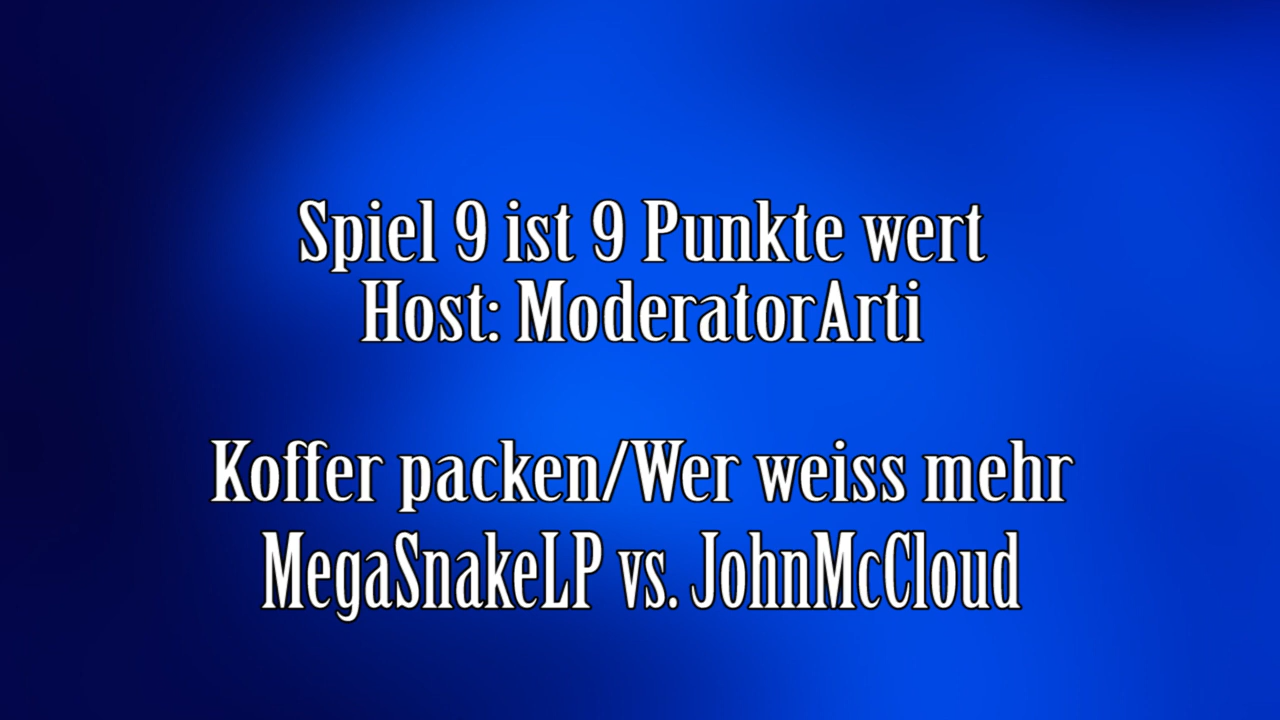 Spiel 9 ist 9 Punkte wert
Host: ModeratorArti
Koffer packen/Wer weiss mehr
MegaSnakeLP vs. JohnMcCloud